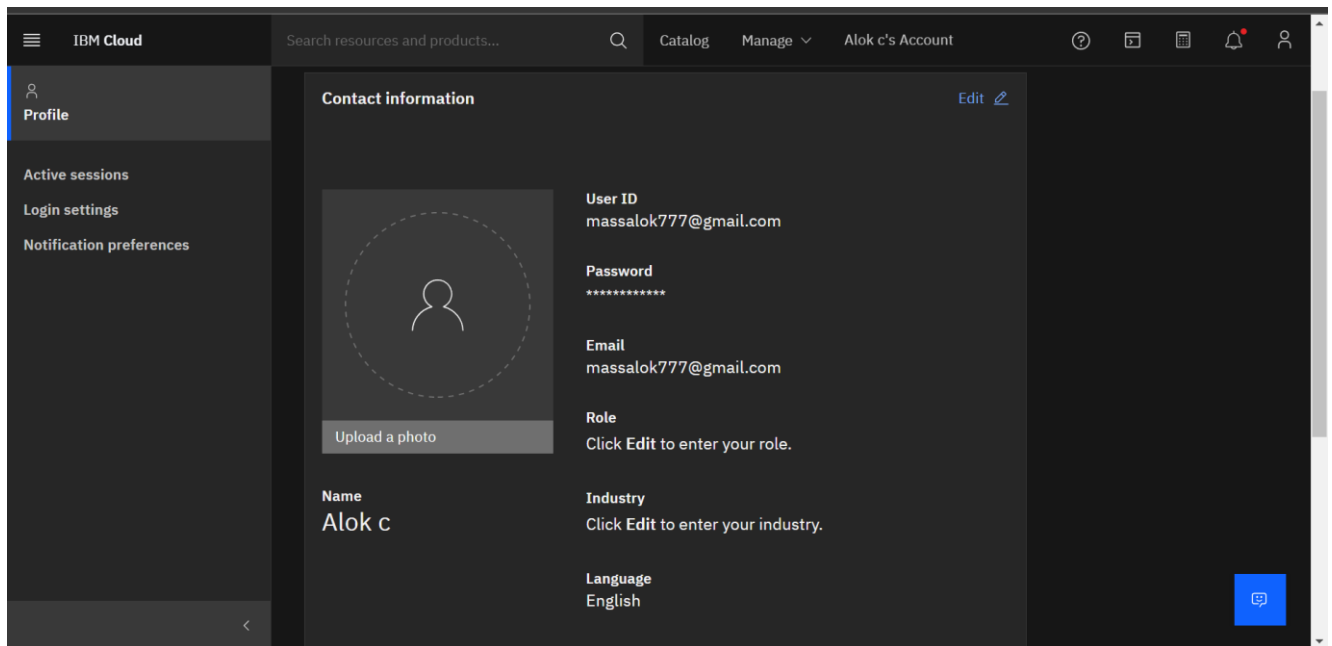 IBM Cloud
Search resources and products...
Catalog
Manage
Alok c's Account
Profile
Active sessions
Login settings
Notification preferences
Contact information
Edit
Upload a photo
Name
Alok c
User ID
massalok777@gmail.com
Password
************
Email
massalok777@gmail.com
Role
Click Edit to enter your role.
Industry
Click Edit to enter your industry.
Language
English